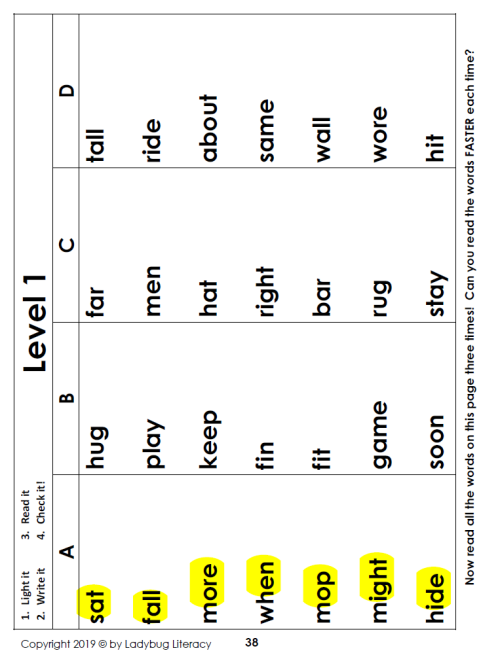 1. Light it 3. Read it
2. Write it 4. Check it!
Level 1
A B C D
sat hug far tall
fall play men ride
more keep hat about
when fin right same
mop fit bar wall
might game rug wore
hide soon stay hit
Now read all the words on this page three times! Can you read the words FASTER each time?
Copyright 2019 © by Ladybug Literacy 38